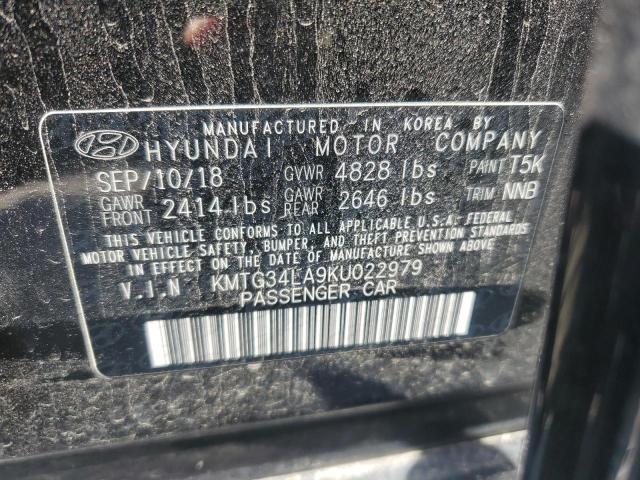 MANUFACTURED IN KOREA BY
HYUNDAI MOTOR COMPANY
SEP/10/18 GVWR 4828 lbs PAINT T5K
GAWR FRONT 2414 lbs GAWR REAR 2646 lbs TRIM NNB
THIS VEHICLE CONFORMS TO ALL APPLICABLE U.S.A. FEDERAL
MOTOR VEHICLE SAFETY, BUMPER, AND THEFT PREVENTION STANDARDS
IN EFFECT ON THE DATE OF MANUFACTURE SHOWN ABOVE.
V.I.N KMTG34LA9KU022979
PASSENGER CAR